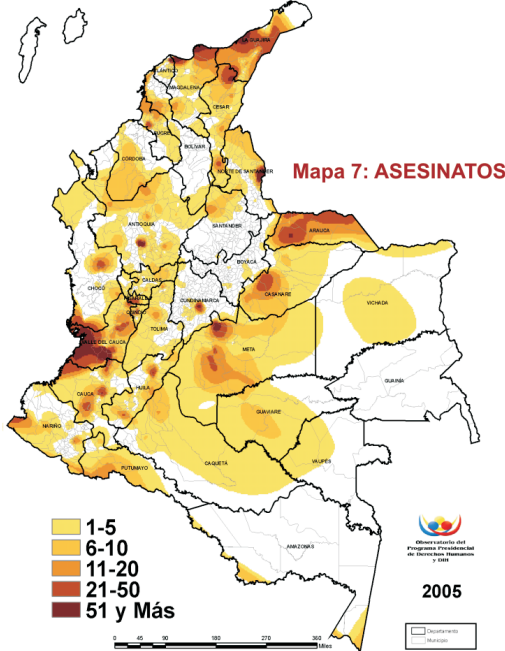 LA GUAJIRA
ATLÁNTICO
MAGDALENA
CESAR
SUCRE
BOLÍVAR
CÓRDOBA
NORTE DE SANTANDER
Mapa 7: ASESINATOS
ANTIOQUIA
SANTANDER
ARAUCA
BOYACÁ
CHOCÓ
CALDAS
CASANARE
RISARALDA
CUNDINAMARCA
VICHADA
QUINDÍO
TOLIMA
VALLE DEL CAUCA
META
GUAINÍA
HUILA
CAUCA
GUAVIARE
NARIÑO
CAQUETÁ
VAUPÉS
PUTUMAYO
AMAZONAS
1-5
6-10
11-20
21-50
51 y Más
Observatorio del
Programa Presidencial
de Derechos Humanos
y DIH
2005
Departamento
Municipio
0 45 90 180 270 360
Miles